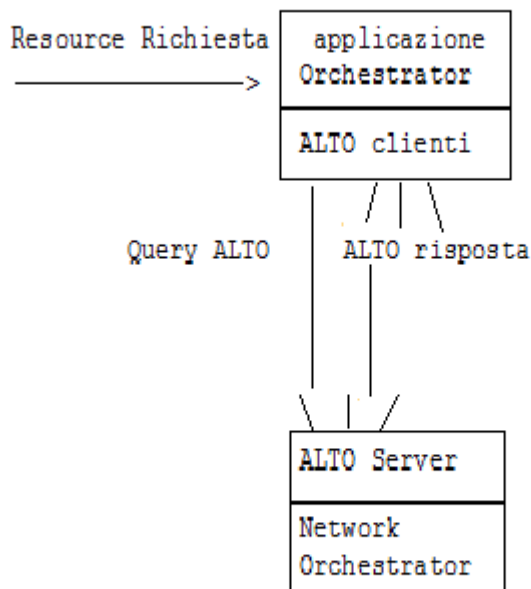 Resource Richiesta
applicazione
Orchestrator
ALTO clienti
Query ALTO
ALTO risposta
ALTO Server
Network
Orchestrator